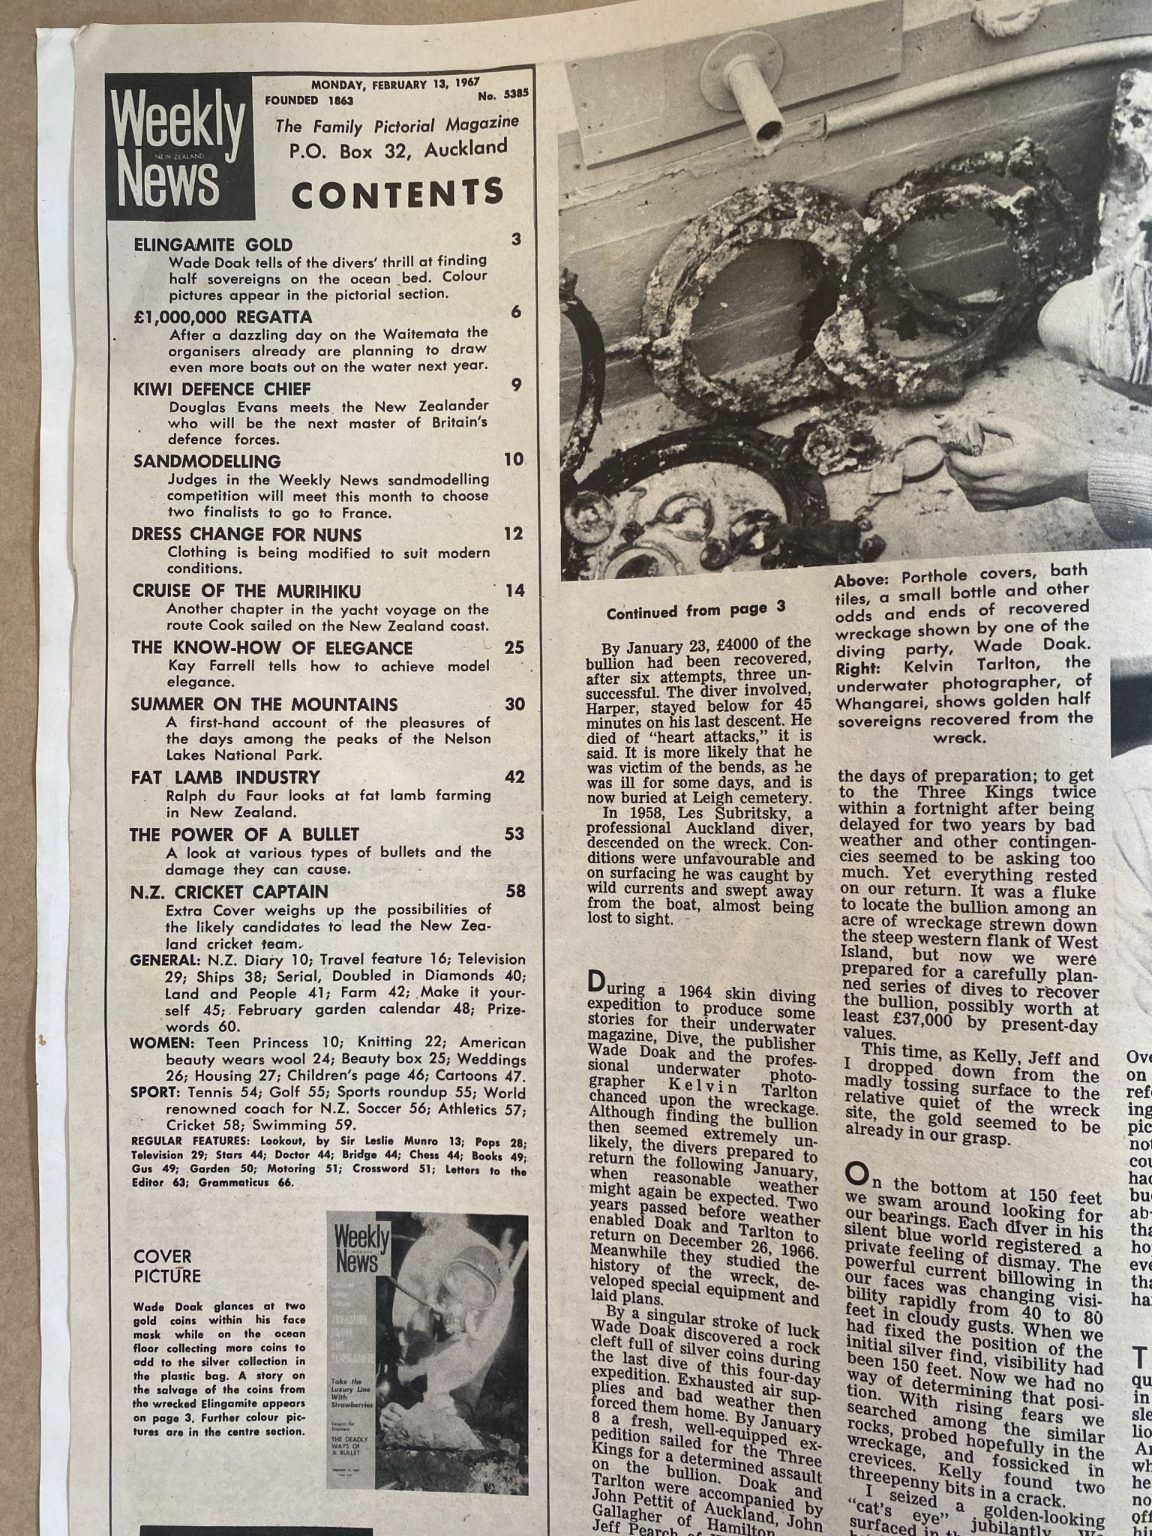 Weekly
NEW ZEALAND
News
MONDAY, FEBRUARY 13, 1967
FOUNDED 1863
No. 5385
The Family Pictorial Magazine
P.O. Box 32, Auckland
CONTENTS
ELINGAMITE GOLD 3
Wade Doak tells of the divers' thrill at finding
half sovereigns on the ocean bed. Colour
pictures appear in the pictorial section.
£1,000,000 REGATTA 6
After a dazzling day on the Waitemata the
organisers already are planning to draw
even more boats out on the water next year.
KIWI DEFENCE CHIEF 9
Douglas Evans meets the New Zealander
who will be the next master of Britain's
defence forces.
SANDMODELLING 10
Judges in the Weekly News sandmodelling
competition will meet this month to choose
two finalists to go to France.
DRESS CHANGE FOR NUNS 12
Clothing is being modified to suit modern
conditions.
CRUISE OF THE MURIHIKU 14
Another chapter in the yacht voyage on the
route Cook sailed on the New Zealand coast.
THE KNOW-HOW OF ELEGANCE 25
Kay Farrell tells how to achieve model
elegance.
SUMMER ON THE MOUNTAINS 30
A first-hand account of the pleasures of
the days among the peaks of the Nelson
Lakes National Park.
FAT LAMB INDUSTRY 42
Ralph du Faur looks at fat lamb farming
in New Zealand.
THE POWER OF A BULLET 53
A look at various types of bullets and the
damage they can cause.
N.Z. CRICKET CAPTAIN 58
Extra Cover weighs up the possibilities of
the likely candidates to lead the New Zea-
land cricket team.
GENERAL: N.Z. Diary 10; Travel feature 16; Television
29; Ships 38; Serial, Doubled in Diamonds 40;
Land and People 41; Farm 42; Make it your-
self 45; February garden calendar 48; Prize-
words 60.
WOMEN: Teen Princess 10; Knitting 22; American
beauty wears wool 24; Beauty box 25; Weddings
26; Housing 27; Children's page 46; Cartoons 47.
SPORT: Tennis 54; Golf 55; Sports roundup 55; World
renowned coach for N.Z. Soccer 56; Athletics 57;
Cricket 58; Swimming 59.
REGULAR FEATURES: Lookout, by Sir Leslie Munro 13; Pops 28;
Television 29; Stars 44; Doctor 44; Bridge 44; Chess 44; Books 49;
Gus 49; Garden 50; Motoring 51; Crossword 51; Letters to the
Editor 63; Grammaticus 66.
COVER
PICTURE
Wade Doak glances at two
gold coins within his face
mask while on the ocean
floor collecting more coins to
add to the silver collection in
the plastic bag. A story on
the salvage of the coins from
the wrecked Elingamite appears
on page 3, Further colour pic-
tures are in the centre section.
Weekly
News
Take the
Luxury Line
With
Strawberries
THE DEADLY
WAYS OF
A BULLET
Continued from page 3
By January 23, £4000 of the
bullion had been recovered,
after six attempts, three un-
successful. The diver involved,
Harper, stayed below for 45
minutes on his last descent. He
died of "heart attacks," it is
said. It is more likely that he
was victim of the bends, as he
was ill for some days, and is
now buried at Leigh cemetery.
In 1958, Les Subritsky, a
professional Auckland diver,
descended on the wreck. Con-
ditions were unfavourable and
on surfacing he was caught by
wild currents and swept away
from the boat, almost being
lost to sight.
During a 1964 skin diving
expedition to produce some
stories for their underwater
magazine, Dive, the publisher
Wade Doak and the profes-
sional underwater photo-
grapher Kelvin Tarlton
chanced upon the wreckage.
Although finding the bullion
then seemed extremely un-
likely, the divers prepared to
return the following January,
when reasonable weather
might again be expected. Two
years passed before weather
enabled Doak and Tarlton to
return on December 26, 1966.
Meanwhile they studied the
history of the wreck, de-
veloped special equipment and
laid plans.
By a singular stroke of luck
Wade Doak discovered a rock
cleft full of silver coins during
the last dive of this four-day
expedition. Exhausted air sup-
plies and bad weather then
forced them home. By January
8 a fresh, well-equipped ex-
pedition sailed for the Three
Kings for a determined assault
on the bullion. Doak and
Tarlton were accompanied by
John Pettit of Auckland, John
Gallagher of Hamilton,
Jeff Pearch of
Above: Porthole covers, bath
tiles, a small bottle and other
odds and ends of recovered
wreckage shown by one of the
diving party, Wade Doak.
Right: Kelvin Tarlton, the
underwater photographer, of
Whangarei, shows golden half
sovereigns recovered from the
wreck.
the days of preparation; to get
to the Three Kings twice
within a fortnight after being
delayed for two years by bad
weather and other contingen-
cies seemed to be asking too
much. Yet everything rested
on our return. It was a fluke
to locate the bullion among an
acre of wreckage strewn down
the steep western flank of West
Island, but now we were
prepared for a carefully plan-
ned series of dives to recover
the bullion, possibly worth at
least £37,000 by present-day
values.
This time, as Kelly, Jeff and
I dropped down from the
madly tossing surface to the
relative quiet of the wreck
site, the gold seemed to be
already in our grasp.
On the bottom at 150 feet
we swam around looking for
our bearings. Each diver in his
silent blue world registered a
private feeling of dismay. The
powerful current billowing in
our faces was changing visi-
bility rapidly from 40 to 80
feet in cloudy gusts. When we
had fixed the position of the
initial silver find, visibility had
been 150 feet. Now we had no
way of determining that posi-
tion. With rising fears we
searched among the similar
rocks, probed hopefully in the
wreckage, and fossicked in
crevices. Kelly found two
threepenny bits in a crack.
I seized a golden-looking
"cat's eye" jubilantly.
surfaced in